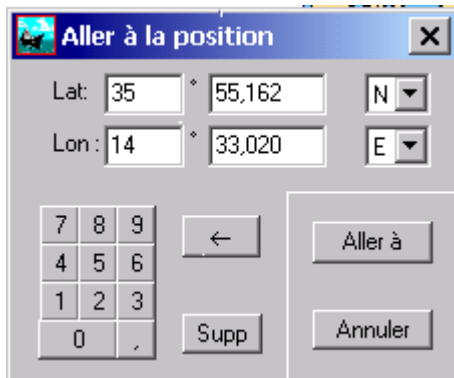 Aller à la position
Lat: 35 ° 55,162 N
Lon : 14 ° 33,020 E
7 8 9 ←
4 5 6 Aller à
1 2 3
0 , Supp Annuler